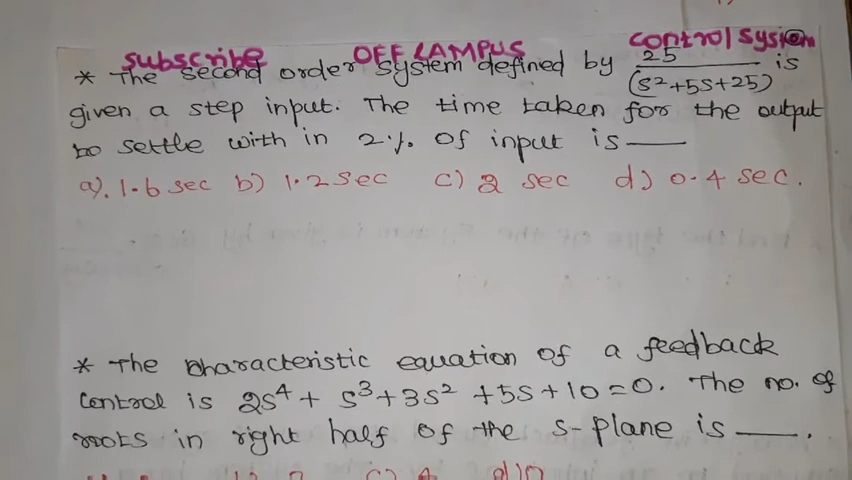 Subscribe OFF CAMPUS control System
* The second order system defined by 25 / (s²+5s+25) is
given a step input. The time taken for the output
to settle with in 2% of input is ——
a). 1.6 sec b) 1.2 sec c) 2 sec d) 0.4 sec.
* The characteristic equation of a feedback
control is 2s⁴ + s³+3s² +5s+10=0. The no. of
roots in right half of the s-plane is ——.